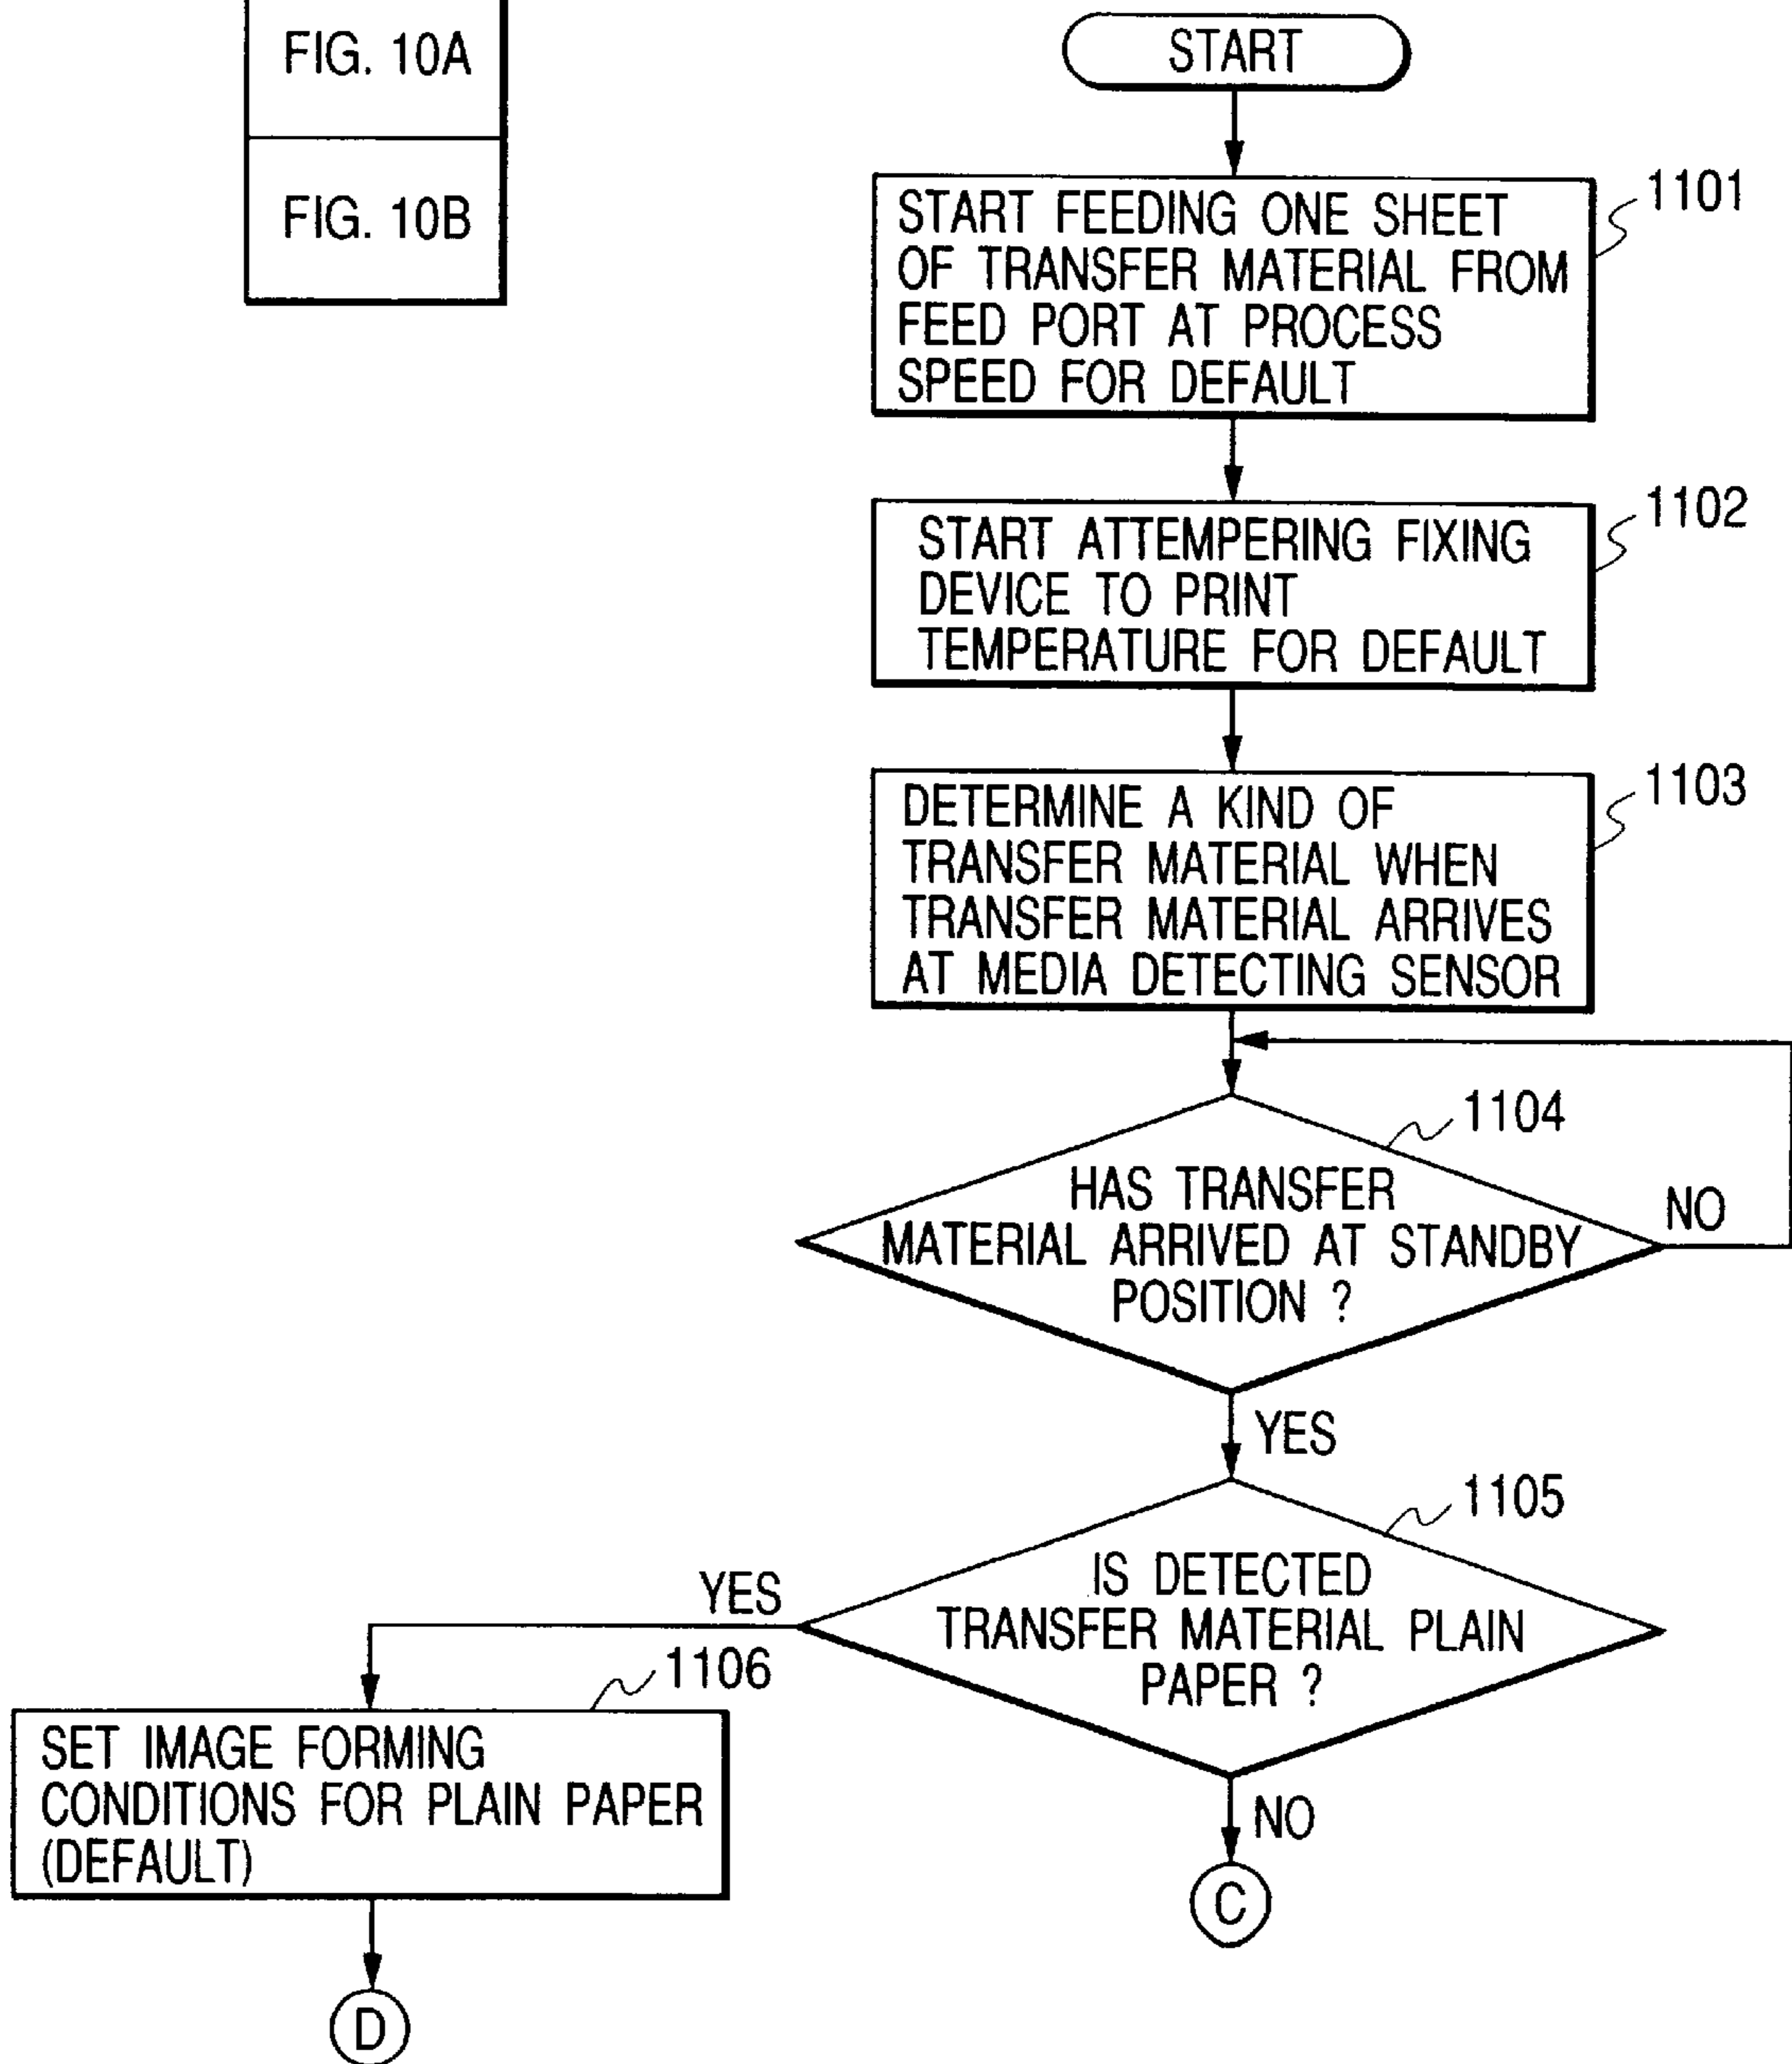 FIG. 10A
FIG. 10B
START
1101
START FEEDING ONE SHEET
OF TRANSFER MATERIAL FROM
FEED PORT AT PROCESS
SPEED FOR DEFAULT
1102
START ATTEMPERING FIXING
DEVICE TO PRINT
TEMPERATURE FOR DEFAULT
1103
DETERMINE A KIND OF
TRANSFER MATERIAL WHEN
TRANSFER MATERIAL ARRIVES
AT MEDIA DETECTING SENSOR
1104
HAS TRANSFER
MATERIAL ARRIVED AT STANDBY
POSITION ?
NO
YES
1105
IS DETECTED
TRANSFER MATERIAL PLAIN
PAPER ?
YES
1106
SET IMAGE FORMING
CONDITIONS FOR PLAIN PAPER
(DEFAULT)
NO
C
D